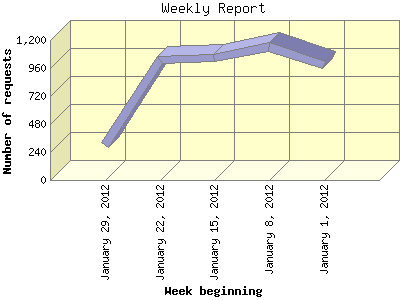 Weekly Report
Number of requests
1,200
960
720
480
240
0
January 29, 2012
January 22, 2012
January 15, 2012
January 8, 2012
January 1, 2012
Week beginning